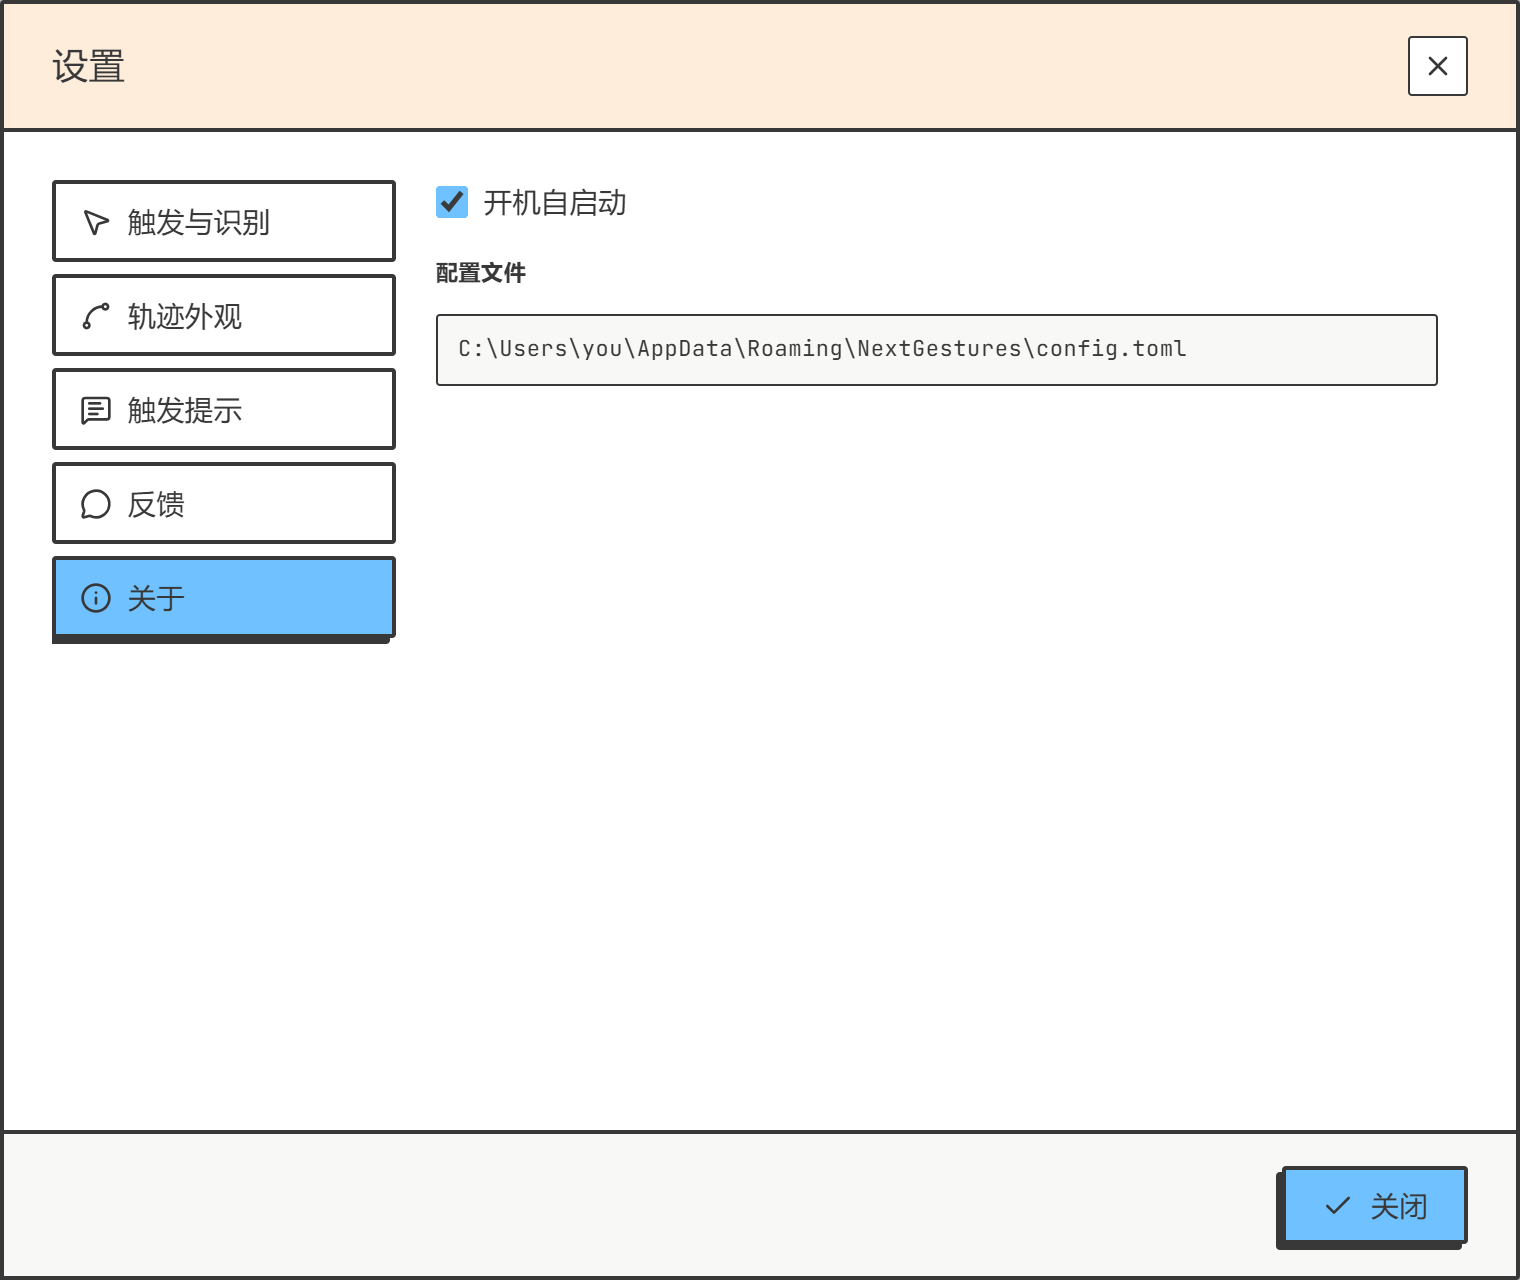 设置
触发与识别
轨迹外观
触发提示
反馈
关于
开机自启动
配置文件
C:\Users\you\AppData\Roaming\NextGestures\config.toml
关闭